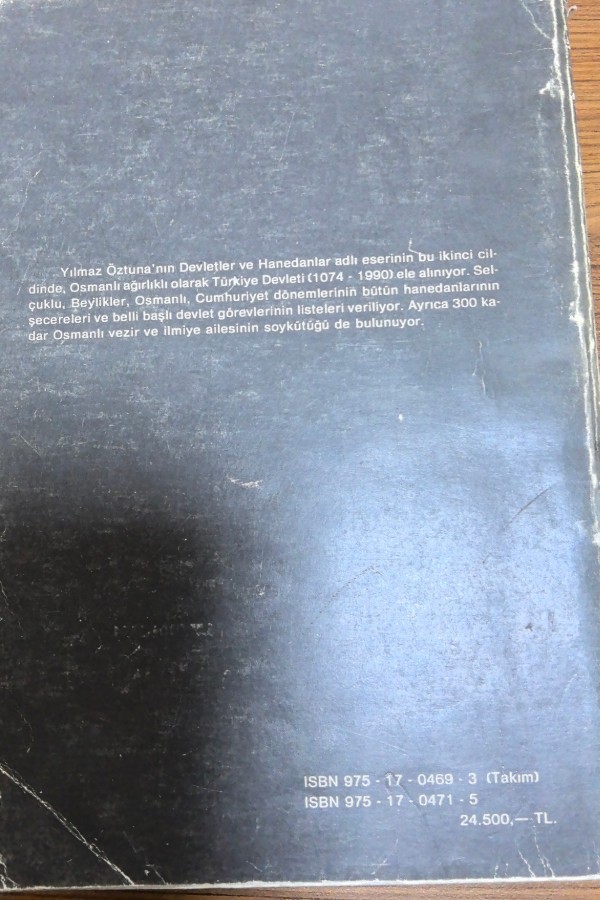 Yılmaz Öztuna'nın Devletler ve Hanedanlar adlı eserinin bu ikinci cil-
dinde, Osmanlı ağırlıklı olarak Türkiye Devleti (1074 - 1990) ele alınıyor. Sel-
çuklu, Beylikler, Osmanlı, Cumhuriyet dönemlerinin bütün hanedanlarının
şecereleri ve belli başlı devlet görevlerinin listeleri veriliyor. Ayrıca 300 ka-
dar Osmanlı vezir ve ilmiye ailesinin soykütüğü de bulunuyor.
ISBN 975 - 17 - 0469 - 3 (Takım)
ISBN 975 - 17 - 0471 - 5
24.500,— TL.